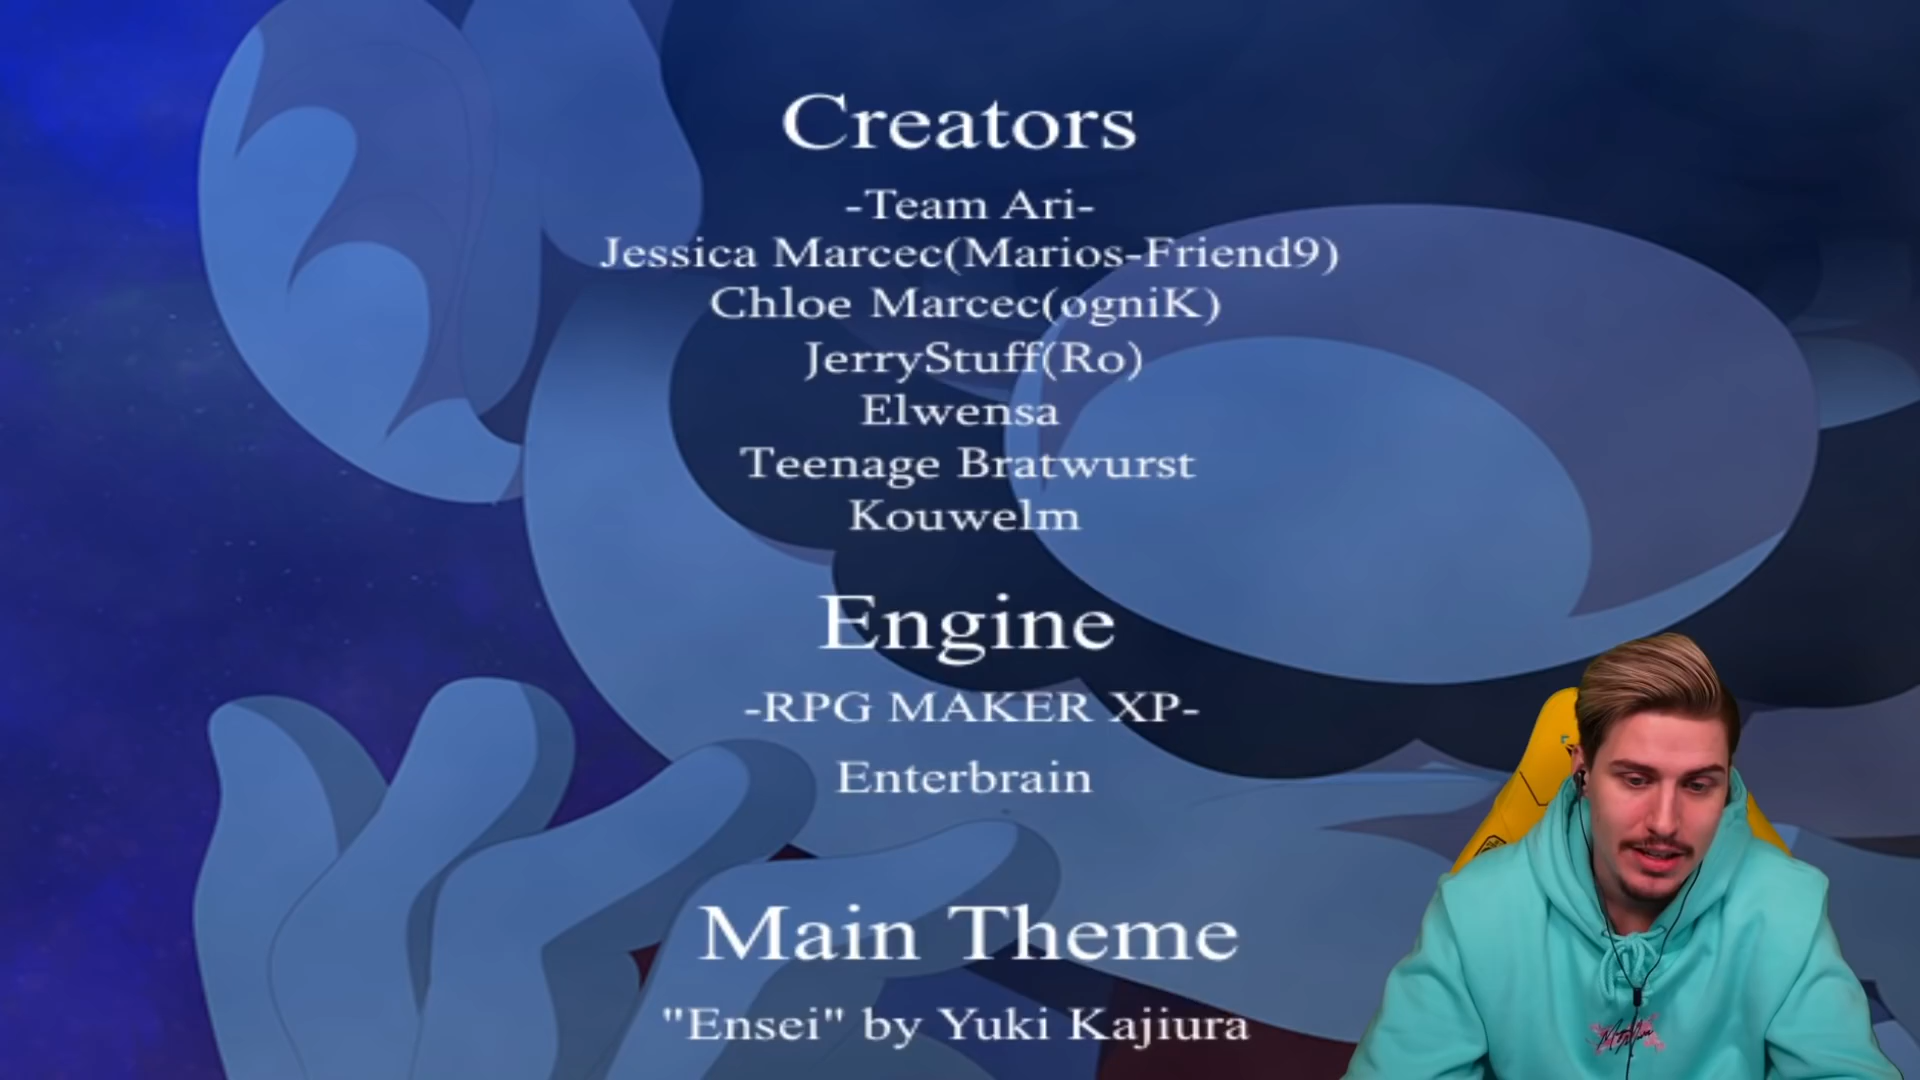 Creators
-Team Ari-
Jessica Marcec(Marios-Friend9)
Chloe Marcec(ogniK)
JerryStuff(Ro)
Elwensa
Teenage Bratwurst
Kouwelm
Engine
-RPG MAKER XP-
Enterbrain
Main Theme
"Ensei" by Yuki Kajiura